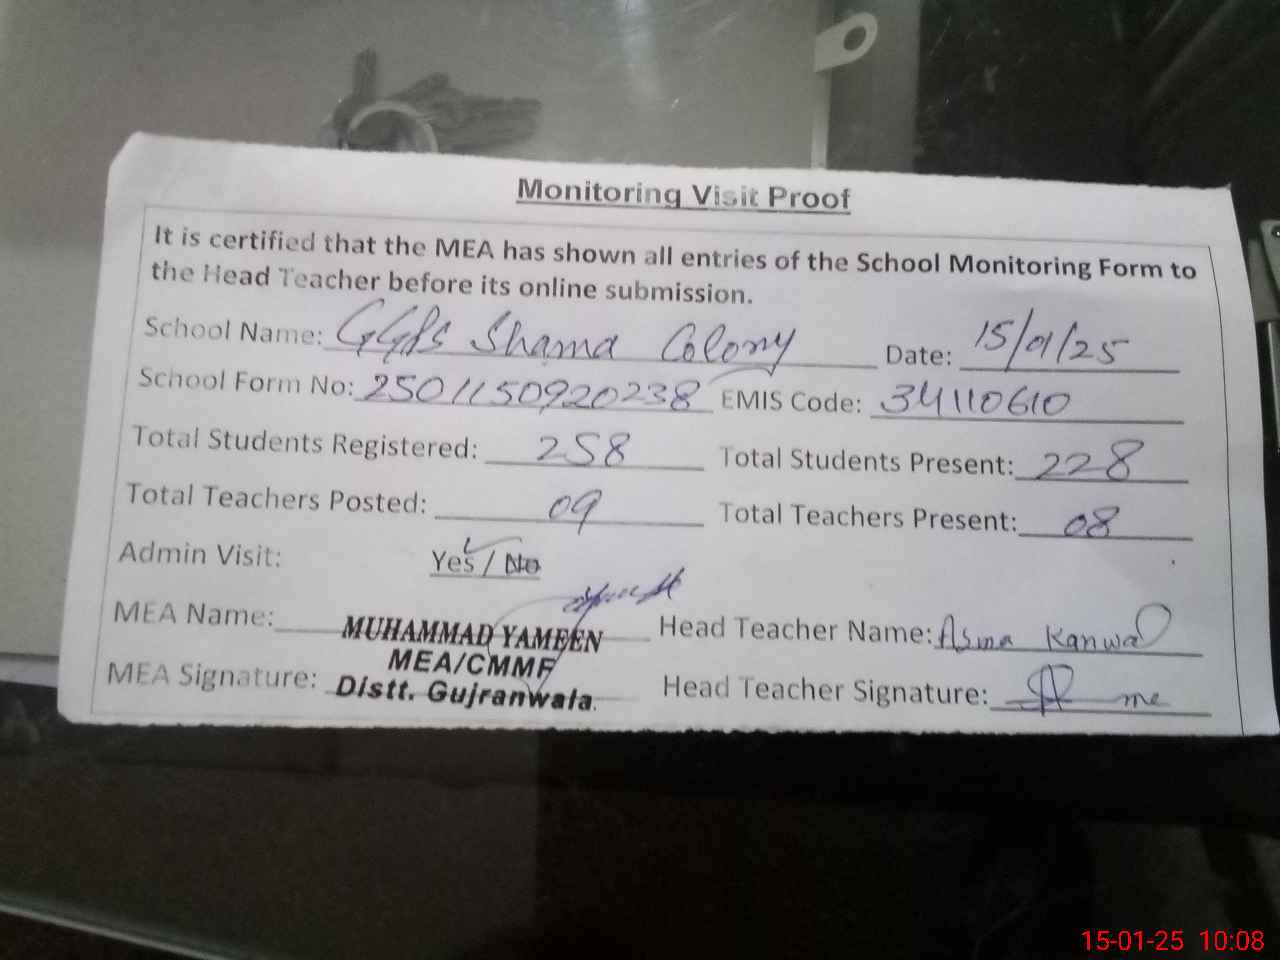 Monitoring Visit Proof
It is certified that the MEA has shown all entries of the School Monitoring Form to
the Head Teacher before its online submission.
School Name: GGPS Shama Colony Date: 15/01/25
School Form No: 2501150920238 EMIS Code: 34110610
Total Students Registered: 258 Total Students Present: 228
Total Teachers Posted: 09 Total Teachers Present: 08
Admin Visit: Yes / No
MEA Name: MUHAMMAD YAMEEN Head Teacher Name: Asma Kanwal
MEA/CMMF
MEA Signature: Distt. Gujranwala. Head Teacher Signature:
15-01-25 10:08